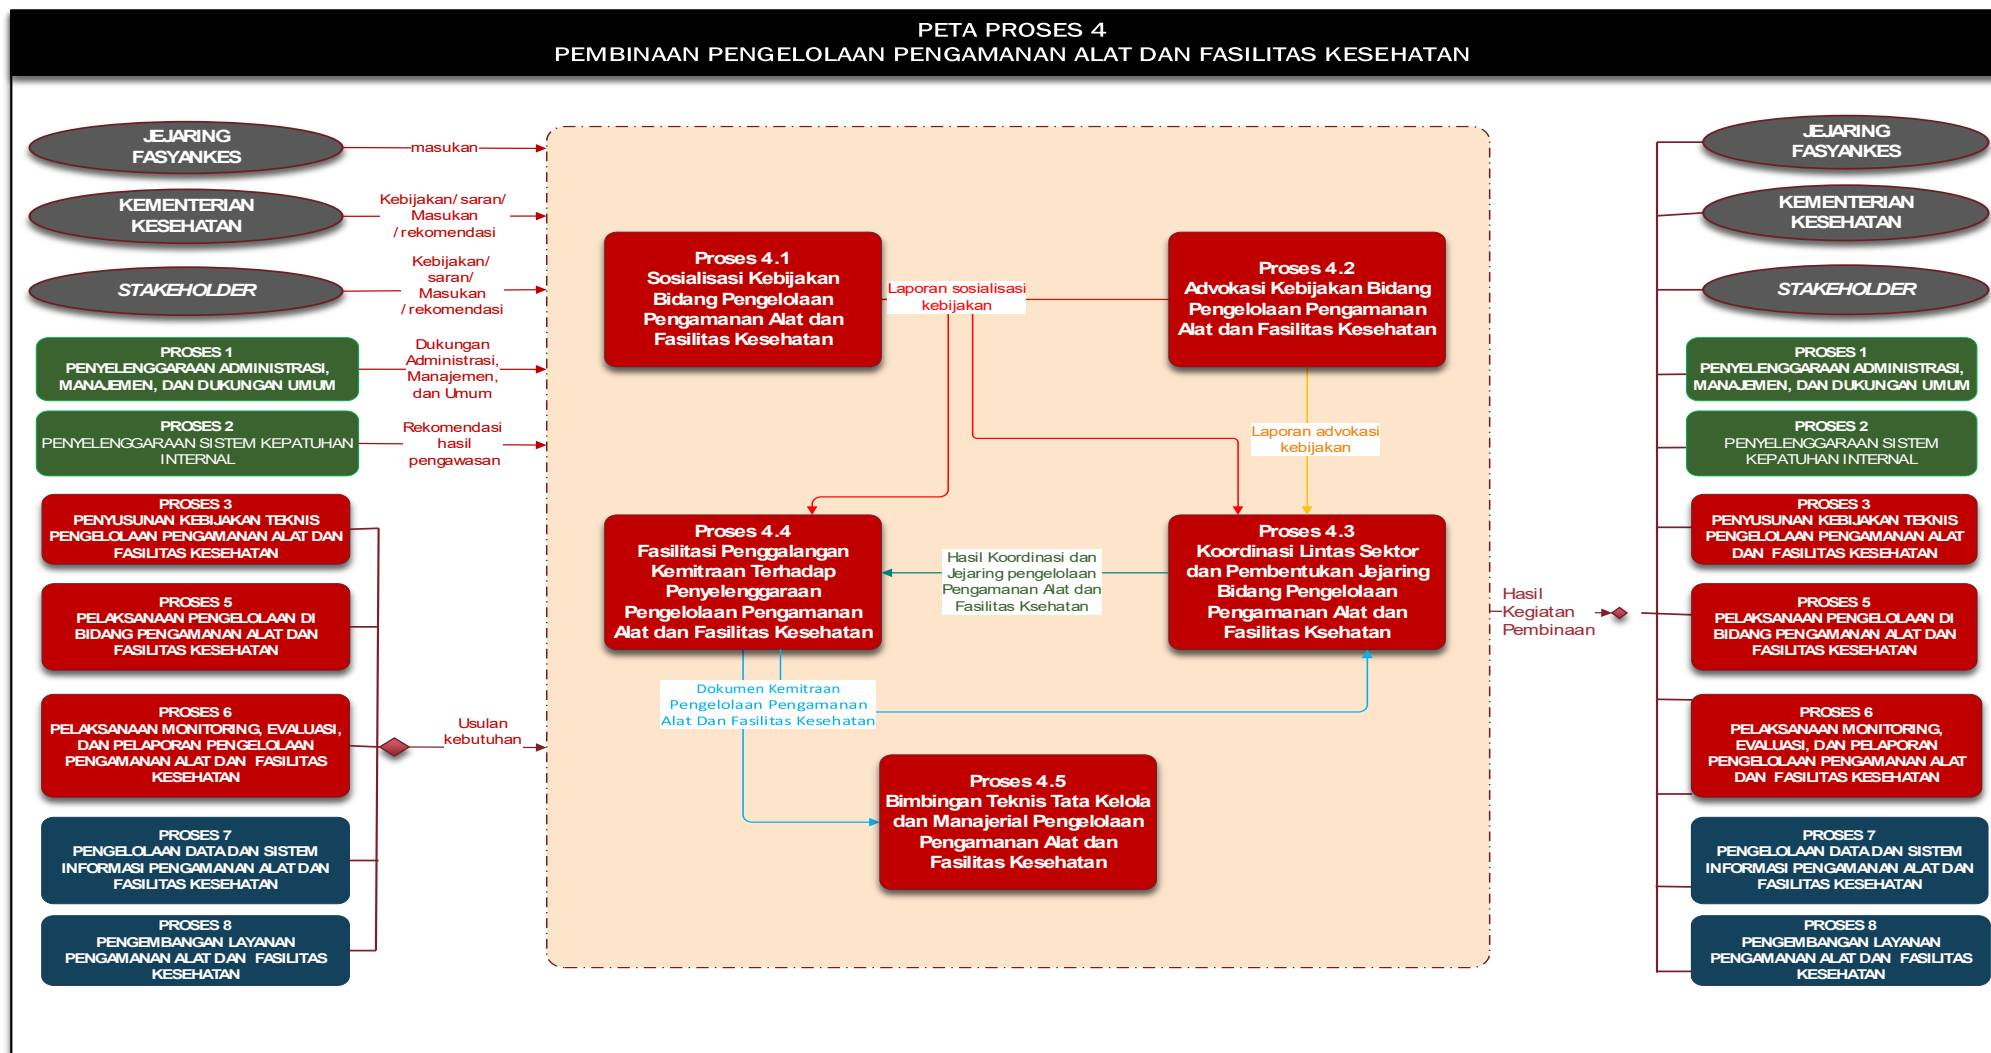 PETA PROSES 4
PEMBINAAN PENGELOLAAN PENGAMANAN ALAT DAN FASILITAS KESEHATAN
JEJARING
FASYANKES
masukan
KEMENTERIAN
KESEHATAN
Kebijakan/ saran/
Masukan
/ rekomendasi
STAKEHOLDER
Kebijakan/
saran/
Masukan
/ rekomendasi
PROSES 1
PENYELENGGARAAN ADMINISTRASI,
MANAJEMEN, DAN DUKUNGAN UMUM
Dukungan
Administrasi,
Manajemen,
dan Umum
PROSES 2
PENYELENGGARAAN SISTEM KEPATUHAN
INTERNAL
Rekomendasi
hasil
pengawasan
PROSES 3
PENYUSUNAN KEBIJAKAN TEKNIS
PENGELOLAAN PENGAMANAN ALAT DAN
FASILITAS KESEHATAN
PROSES 5
PELAKSANAAN PENGELOLAAN DI
BIDANG PENGAMANAN ALAT DAN
FASILITAS KESEHATAN
PROSES 6
PELAKSANAAN MONITORING, EVALUASI,
DAN PELAPORAN PENGELOLAAN
PENGAMANAN ALAT DAN FASILITAS
KESEHATAN
PROSES 7
PENGELOLAAN DATA DAN SISTEM
INFORMASI PENGAMANAN ALAT DAN
FASILITAS KESEHATAN
PROSES 8
PENGEMBANGAN LAYANAN
PENGAMANAN ALAT DAN FASILITAS
KESEHATAN
Usulan
kebutuhan
Proses 4.1
Sosialisasi Kebijakan
Bidang Pengelolaan
Pengamanan Alat dan
Fasilitas Kesehatan
Laporan sosialisasi
kebijakan
Proses 4.2
Advokasi Kebijakan Bidang
Pengelolaan Pengamanan
Alat dan Fasilitas Kesehatan
Laporan advokasi
kebijakan
Proses 4.4
Fasilitasi Penggalangan
Kemitraan Terhadap
Penyelenggaraan
Pengelolaan Pengamanan
Alat dan Fasilitas Kesehatan
Hasil Koordinasi dan
Jejaring pengelolaan
Pengamanan Alat dan
Fasilitas Ksehatan
Proses 4.3
Koordinasi Lintas Sektor
dan Pembentukan Jejaring
Bidang Pengelolaan
Pengamanan Alat dan
Fasilitas Ksehatan
Dokumen Kemitraan
Pengelolaan Pengamanan
Alat Dan Fasilitas Kesehatan
Proses 4.5
Bimbingan Teknis Tata Kelola
dan Manajerial Pengelolaan
Pengamanan Alat dan
Fasilitas Kesehatan
Hasil
Kegiatan
Pembinaan
JEJARING
FASYANKES
KEMENTERIAN
KESEHATAN
STAKEHOLDER
PROSES 1
PENYELENGGARAAN ADMINISTRASI,
MANAJEMEN, DAN DUKUNGAN UMUM
PROSES 2
PENYELENGGARAAN SISTEM
KEPATUHAN INTERNAL
PROSES 3
PENYUSUNAN KEBIJAKAN TEKNIS
PENGELOLAAN PENGAMANAN ALAT
DAN FASILITAS KESEHATAN
PROSES 5
PELAKSANAAN PENGELOLAAN DI
BIDANG PENGAMANAN ALAT DAN
FASILITAS KESEHATAN
PROSES 6
PELAKSANAAN MONITORING,
EVALUASI, DAN PELAPORAN
PENGELOLAAN PENGAMANAN ALAT
DAN FASILITAS KESEHATAN
PROSES 7
PENGELOLAAN DATA DAN SISTEM
INFORMASI PENGAMANAN ALAT DAN
FASILITAS KESEHATAN
PROSES 8
PENGEMBANGAN LAYANAN
PENGAMANAN ALAT DAN FASILITAS
KESEHATAN